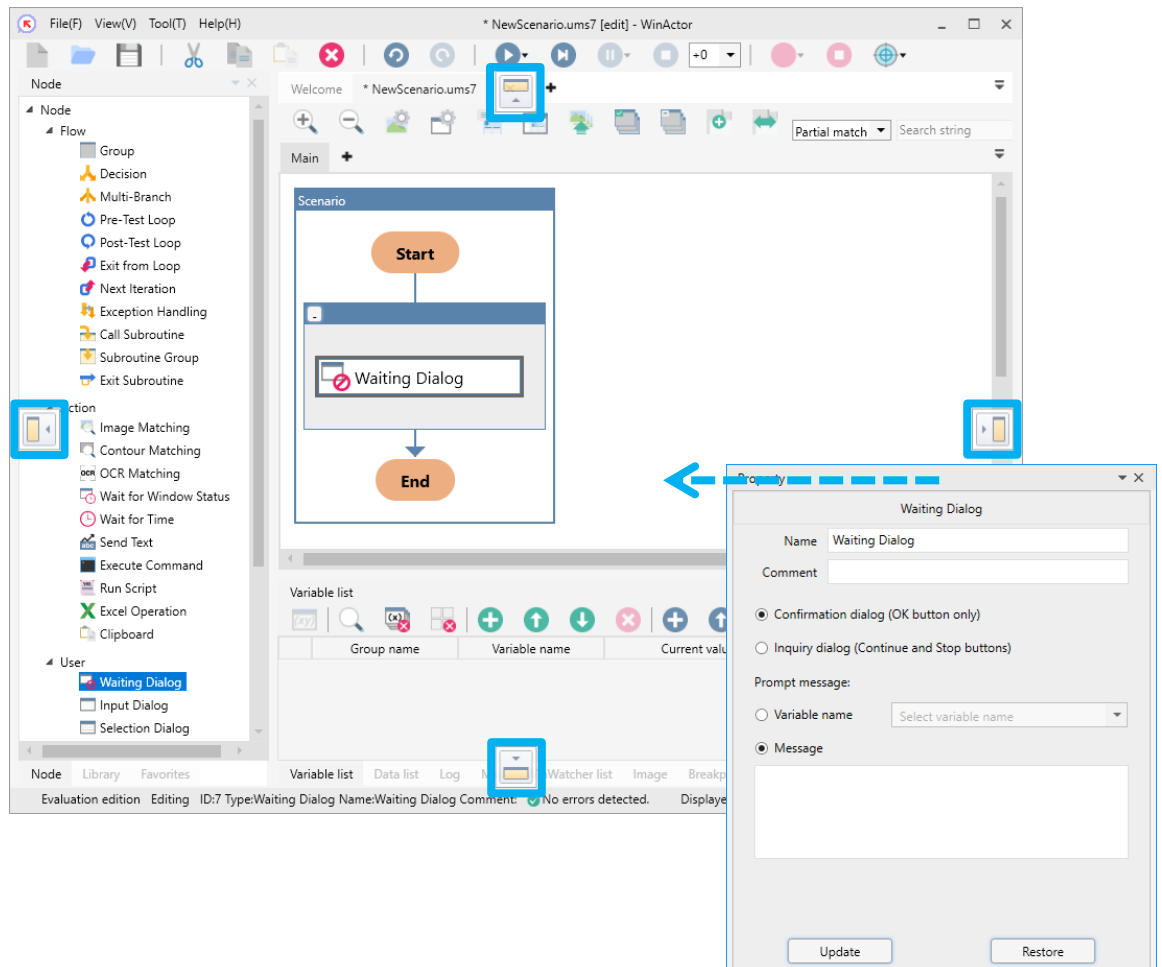 File(F) View(V) Tool(T) Help(H)
* NewScenario.ums7 [edit] - WinActor
+0
Node
Welcome * NewScenario.ums7
Node
Flow
Group
Decision
Multi-Branch
Pre-Test Loop
Post-Test Loop
Exit from Loop
Next Iteration
Exception Handling
Call Subroutine
Subroutine Group
Exit Subroutine
Image Matching
Contour Matching
OCR OCR Matching
Wait for Window Status
Wait for Time
Send Text
Execute Command
Run Script
Excel Operation
Clipboard
User
Waiting Dialog
Input Dialog
Selection Dialog
Node Library Favorites
Partial match Search string
Main
Scenario
Start
-
Waiting Dialog
End
Variable list
Group name Variable name Current
Variable list Data list Log list Image
Evaluation edition Editing ID:7 Type:Waiting Dialog Name:Waiting Dialog Comment: No errors detected.
Property
Waiting Dialog
Name Waiting Dialog
Comment
Confirmation dialog (OK button only)
Inquiry dialog (Continue and Stop buttons)
Prompt message:
Variable name Select variable name
Message
Update Restore